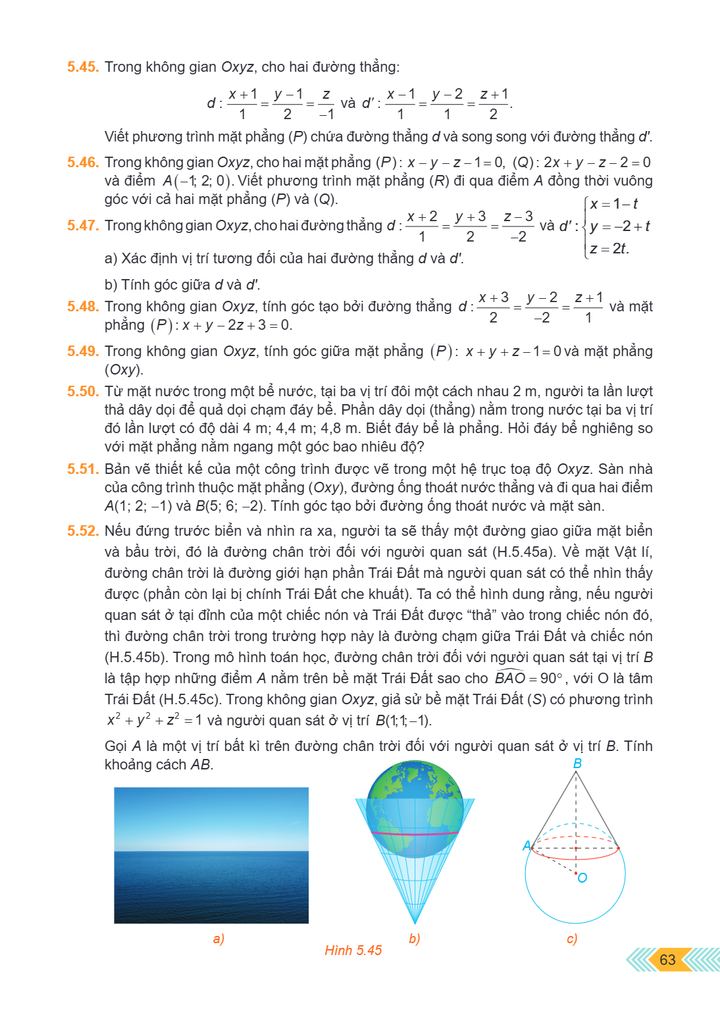 5.45. Trong không gian Oxyz, cho hai đường thẳng:
d : (x + 1)/1 = (y − 1)/2 = z/−1 và d′ : (x − 1)/1 = (y − 2)/1 = (z + 1)/2.
Viết phương trình mặt phẳng (P) chứa đường thẳng d và song song với đường thẳng d′.
5.46. Trong không gian Oxyz, cho hai mặt phẳng (P) : x − y − z − 1 = 0, (Q) : 2x + y − z − 2 = 0
và điểm A(−1; 2; 0). Viết phương trình mặt phẳng (R) đi qua điểm A đồng thời vuông
góc với cả hai mặt phẳng (P) và (Q).
5.47. Trong không gian Oxyz, cho hai đường thẳng d : (x + 2)/1 = (y + 3)/2 = (z − 3)/−2 và d′ : { x = 1 − t
y = −2 + t
z = 2t.
a) Xác định vị trí tương đối của hai đường thẳng d và d′.
b) Tính góc giữa d và d′.
5.48. Trong không gian Oxyz, tính góc tạo bởi đường thẳng d : (x + 3)/2 = (y − 2)/−2 = (z + 1)/1 và mặt
phẳng (P) : x + y − 2z + 3 = 0.
5.49. Trong không gian Oxyz, tính góc giữa mặt phẳng (P) : x + y + z − 1 = 0 và mặt phẳng
(Oxy).
5.50. Từ mặt nước trong một bể nước, tại ba vị trí đôi một cách nhau 2 m, người ta lần lượt
thả dây dọi để quả dọi chạm đáy bể. Phần dây dọi (thẳng) nằm trong nước tại ba vị trí
đó lần lượt có độ dài 4 m; 4,4 m; 4,8 m. Biết đáy bể là phẳng. Hỏi đáy bể nghiêng so
với mặt phẳng nằm ngang một góc bao nhiêu độ?
5.51. Bản vẽ thiết kế của một công trình được vẽ trong một hệ trục toạ độ Oxyz. Sàn nhà
của công trình thuộc mặt phẳng (Oxy), đường ống thoát nước thẳng và đi qua hai điểm
A(1; 2; −1) và B(5; 6; −2). Tính góc tạo bởi đường ống thoát nước và mặt sàn.
5.52. Nếu đứng trước biển và nhìn ra xa, người ta sẽ thấy một đường giao giữa mặt biển
và bầu trời, đó là đường chân trời đối với người quan sát (H.5.45a). Về mặt Vật lí,
đường chân trời là đường giới hạn phần Trái Đất mà người quan sát có thể nhìn thấy
được (phần còn lại bị chính Trái Đất che khuất). Ta có thể hình dung rằng, nếu người
quan sát ở tại đỉnh của một chiếc nón và Trái Đất được “thả” vào trong chiếc nón đó,
thì đường chân trời trong trường hợp này là đường chạm giữa Trái Đất và chiếc nón
(H.5.45b). Trong mô hình toán học, đường chân trời đối với người quan sát tại vị trí B
là tập hợp những điểm A nằm trên bề mặt Trái Đất sao cho BAO = 90°, với O là tâm
Trái Đất (H.5.45c). Trong không gian Oxyz, giả sử bề mặt Trái Đất (S) có phương trình
x² + y² + z² = 1 và người quan sát ở vị trí B(1;1;−1).
Gọi A là một vị trí bất kì trên đường chân trời đối với người quan sát ở vị trí B. Tính
khoảng cách AB.
B
A
O
a)
b)
c)
Hình 5.45
63